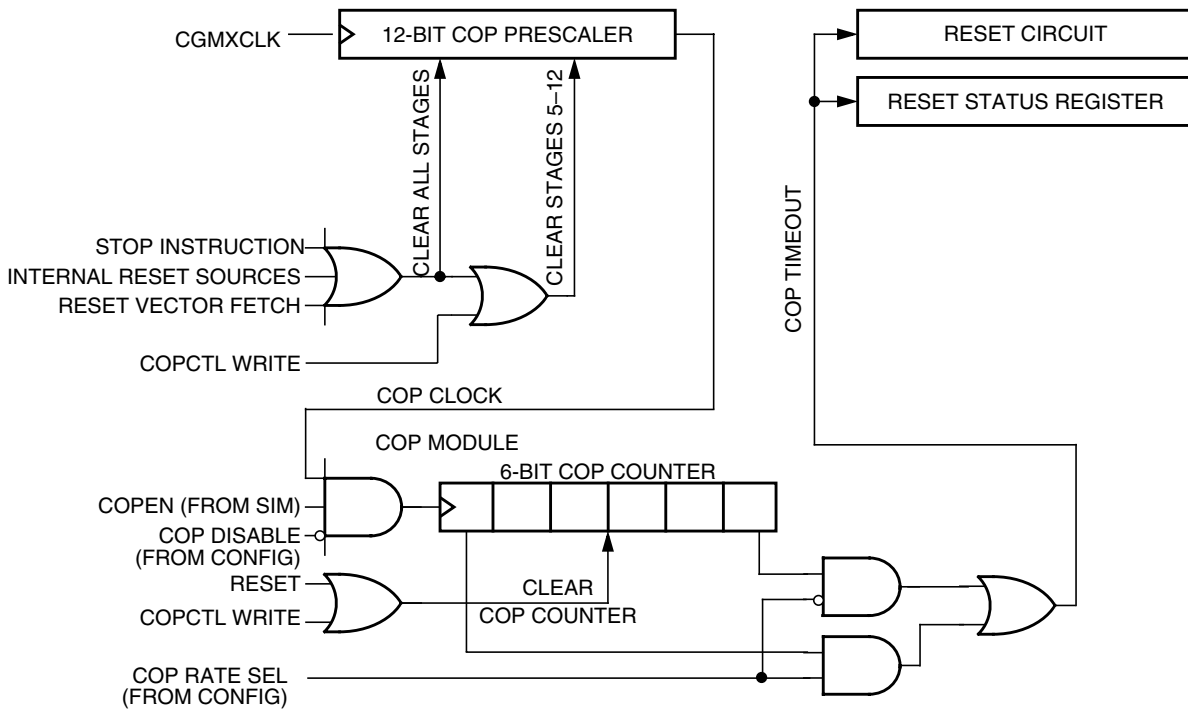 CGMXCLK
12-BIT COP PRESCALER
RESET CIRCUIT
RESET STATUS REGISTER
CLEAR ALL STAGES
CLEAR STAGES 5–12
COP TIMEOUT
STOP INSTRUCTION
INTERNAL RESET SOURCES
RESET VECTOR FETCH
COPCTL WRITE
COP CLOCK
COP MODULE
6-BIT COP COUNTER
COPEN (FROM SIM)
COP DISABLE
(FROM CONFIG)
RESET
COPCTL WRITE
CLEAR
COP COUNTER
COP RATE SEL
(FROM CONFIG)